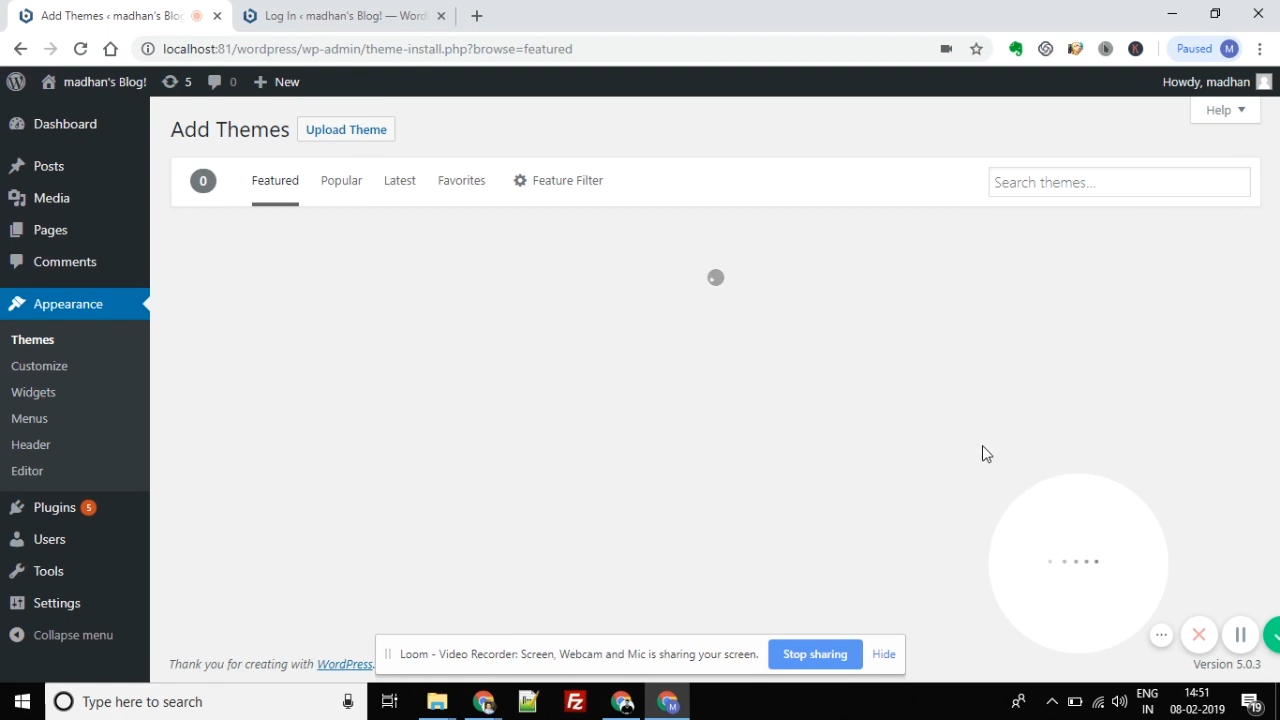 Add Themes ‹ madhan's Blog
Log In ‹ madhan's Blog! — Word
localhost:81/wordpress/wp-admin/theme-install.php?browse=featured
Paused M
madhan's Blog! 5 0 New
Howdy, madhan
Dashboard
Posts
Media
Pages
Comments
Appearance
Themes
Customize
Widgets
Menus
Header
Editor
Plugins 5
Users
Tools
Settings
Collapse menu
Help
Add Themes Upload Theme
0 Featured Popular Latest Favorites Feature Filter
Search themes...
Loom - Video Recorder: Screen, Webcam and Mic is sharing your screen. Stop sharing Hide
Thank you for creating with WordPress.
Version 5.0.3
Type here to search
ENG
IN
14:51
08-02-2019
19